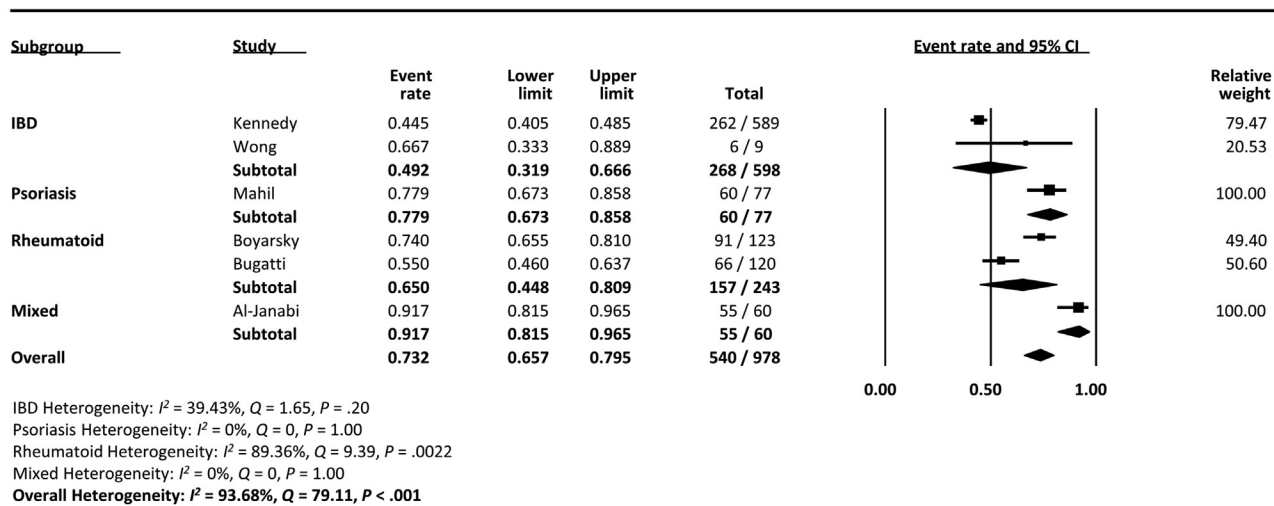 Subgroup Study Event rate and 95% CI
Event Lower Upper Relative
rate limit limit Total weight
IBD Kennedy 0.445 0.405 0.485 262 / 589 79.47
Wong 0.667 0.333 0.889 6 / 9 20.53
Subtotal 0.492 0.319 0.666 268 / 598
Psoriasis Mahil 0.779 0.673 0.858 60 / 77 100.00
Subtotal 0.779 0.673 0.858 60 / 77
Rheumatoid Boyarsky 0.740 0.655 0.810 91 / 123 49.40
Bugatti 0.550 0.460 0.637 66 / 120 50.60
Subtotal 0.650 0.448 0.809 157 / 243
Mixed Al-Janabi 0.917 0.815 0.965 55 / 60 100.00
Subtotal 0.917 0.815 0.965 55 / 60
Overall 0.732 0.657 0.795 540 / 978
0.00 0.50 1.00
IBD Heterogeneity: I² = 39.43%, Q = 1.65, P = .20
Psoriasis Heterogeneity: I² = 0%, Q = 0, P = 1.00
Rheumatoid Heterogeneity: I² = 89.36%, Q = 9.39, P = .0022
Mixed Heterogeneity: I² = 0%, Q = 0, P = 1.00
Overall Heterogeneity: I² = 93.68%, Q = 79.11, P < .001